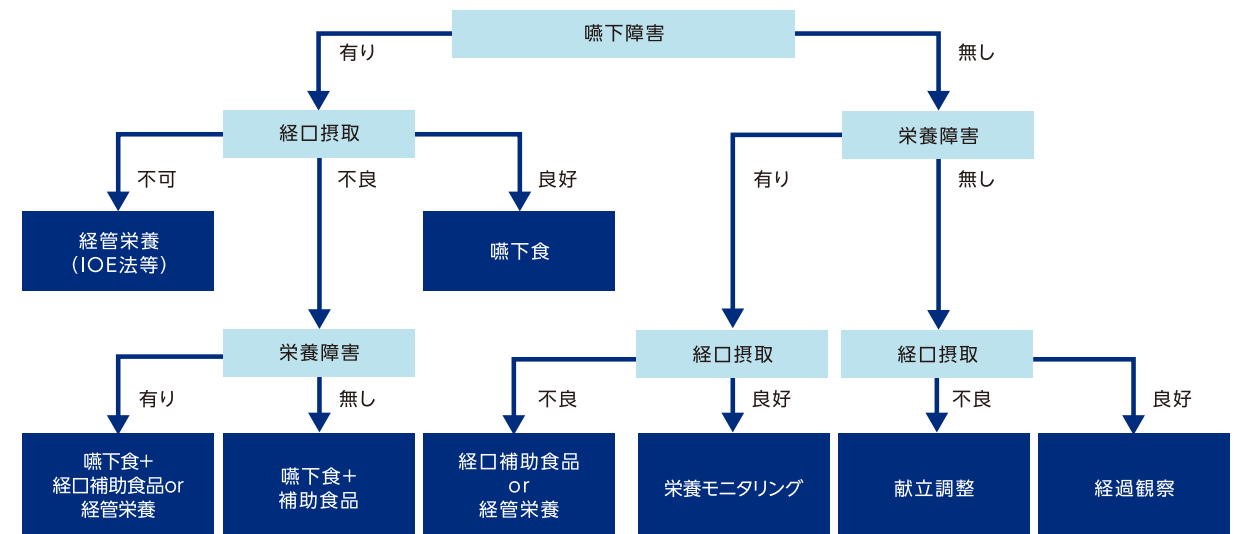 嚥下障害
有り
無し
経口摂取
栄養障害
不可
不良
良好
有り
無し
経管栄養
(IOE法等)
嚥下食
栄養障害
経口摂取
経口摂取
有り
無し
不良
良好
不良
良好
嚥下食+
経口補助食品or
経管栄養
嚥下食+
補助食品
経口補助食品
or
経管栄養
栄養モニタリング
献立調整
経過観察